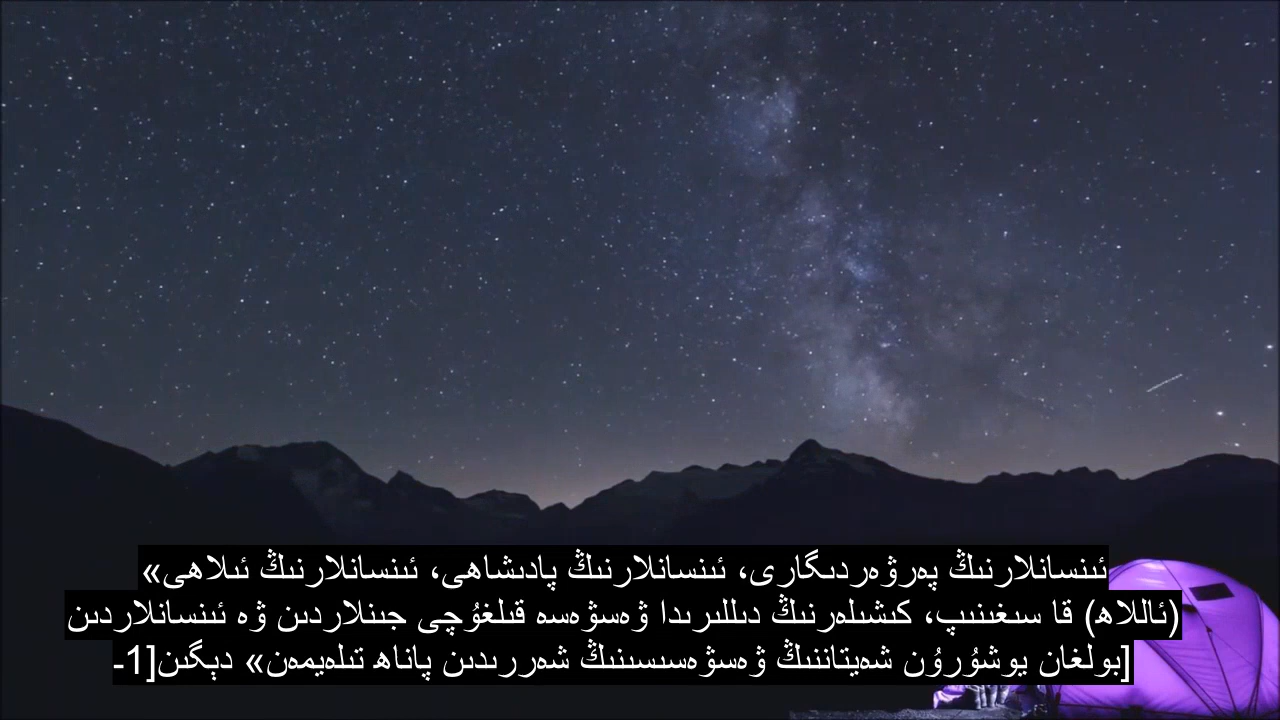 ئىنسانلارنىڭ پەرۋەردىگارى، ئىنسانلارنىڭ پادىشاھى، ئىنسانلارنىڭ ئىلاھى»
(ئاللاھ) قا سىغىنىپ، كىشىلەرنىڭ دىللىرىدا ۋەسۋەسە قىلغۇچى جىنلاردىن ۋە ئىنسانلاردىن
[بولغان يوشۇرۇن شەيتاننىڭ ۋەسۋەسىسىنىڭ شەررىدىن پاناھ تىلەيمەن» دېگىن[1-